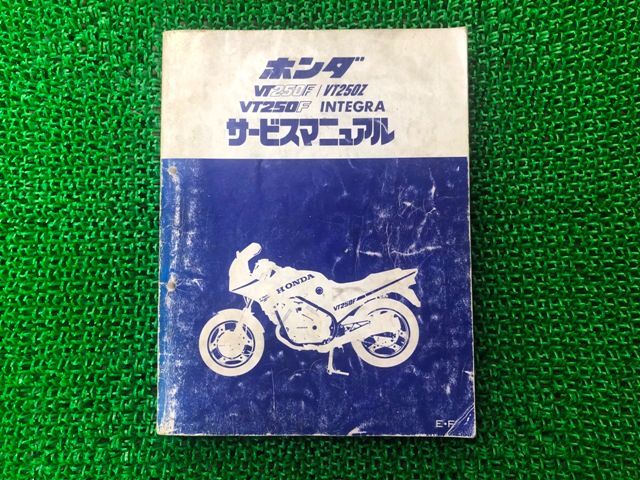 ホンダ
VT250F/VT250Z
VT250F INTEGRA
サービスマニュアル
HONDA
VT250F
E・F